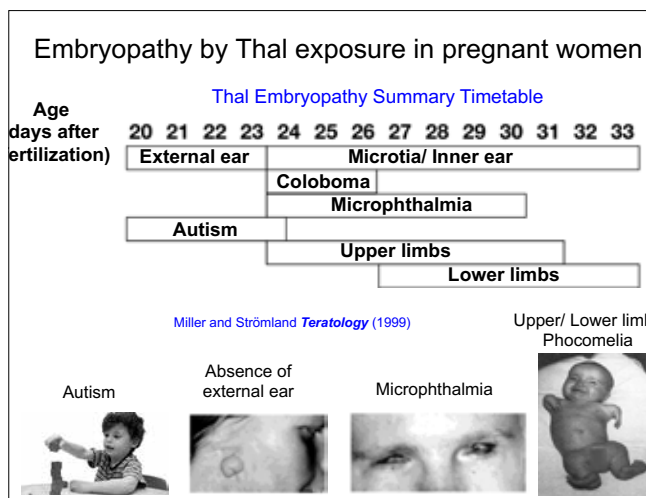 Embryopathy by Thal exposure in pregnant women
Thal Embryopathy Summary Timetable
Age
days after
ertilization)
20 21 22 23 24 25 26 27 28 29 30 31 32 33
External ear Microtia/ Inner ear
Coloboma
Microphthalmia
Autism
Upper limbs
Lower limbs
Miller and Strömland Teratology (1999)
Upper/ Lower limb
Phocomelia
Autism
Absence of
external ear
Microphthalmia